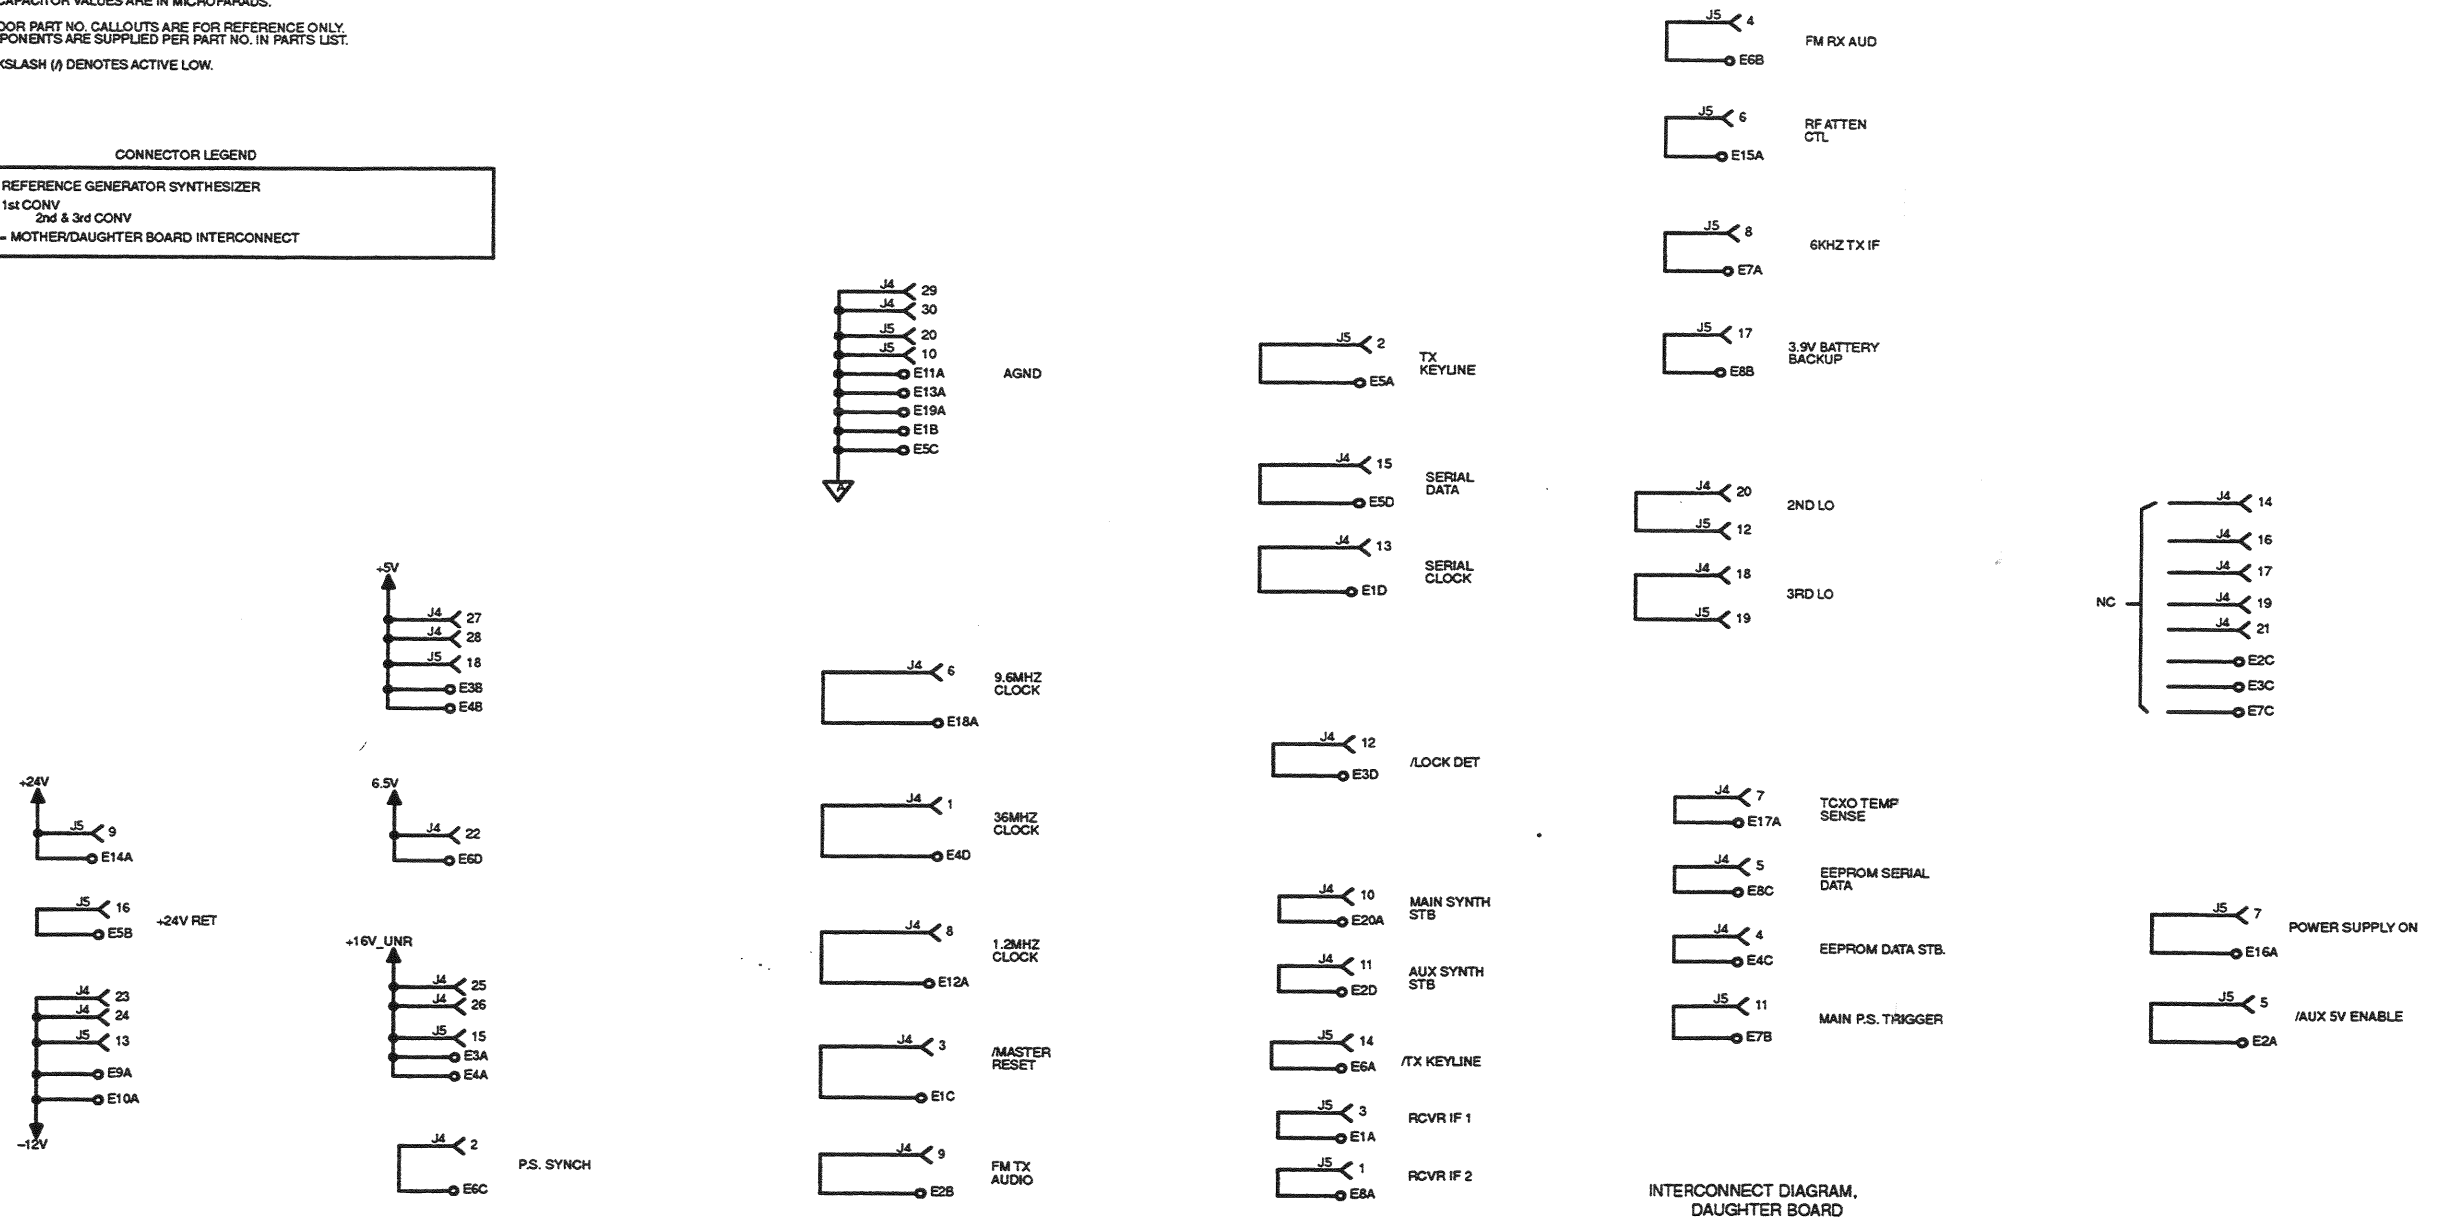 CAPACITOR VALUES ARE IN MICROFARADS.
PART NO. CALLOUTS ARE FOR REFERENCE ONLY.
ARE SUPPLIED PER PART NO. IN PARTS LIST.
(/) DENOTES ACTIVE LOW.
CONNECTOR LEGEND
REFERENCE GENERATOR SYNTHESIZER
1st CONV
2nd & 3rd CONV
– MOTHER/DAUGHTER BOARD INTERCONNECT
+24V
J5 9
E14A
J5 16
E5B
+24V RET
J4 23
J4 24
J5 13
E9A
E10A
–12V
+5V
J4 27
J4 28
J5 18
E3B
E4B
6.5V
J4 22
E6D
+16V_UNR
J4 25
J4 26
J5 15
E3A
E4A
J4 2
E6C
P.S. SYNCH
J4 29
J4 30
J5 20
J5 10
E11A
E13A
E19A
E1B
E5C
A
AGND
J4 6
E18A
9.6MHZ
CLOCK
J4 1
E4D
36MHZ
CLOCK
J4 8
E12A
1.2MHZ
CLOCK
J4 3
E1C
/MASTER
RESET
J4 9
E2B
FM TX
AUDIO
J5 2
E5A
TX
KEYLINE
J4 15
E5D
SERIAL
DATA
J4 13
E1D
SERIAL
CLOCK
J4 12
E3D
/LOCK DET
J4 10
E20A
MAIN SYNTH
STB
J4 11
E2D
AUX SYNTH
STB
J5 14
E6A
/TX KEYLINE
J5 3
E1A
RCVR IF 1
J5 1
E8A
RCVR IF 2
J5 4
E6B
FM RX AUD
J5 6
E15A
RF ATTEN
CTL
J5 8
E7A
6KHZ TX IF
J5 17
E8B
3.9V BATTERY
BACKUP
J4 20
J5 12
2ND LO
J4 18
J5 19
3RD LO
J4 7
E17A
TCXO TEMP
SENSE
J4 5
E8C
EEPROM SERIAL
DATA
J4 4
E4C
EEPROM DATA STB.
J5 11
E7B
MAIN P.S. TRIGGER
NC
J4 14
J4 16
J4 17
J4 19
J4 21
E2C
E3C
E7C
J5 7
E16A
POWER SUPPLY ON
J5 5
E2A
/AUX 5V ENABLE
INTERCONNECT DIAGRAM,
DAUGHTER BOARD